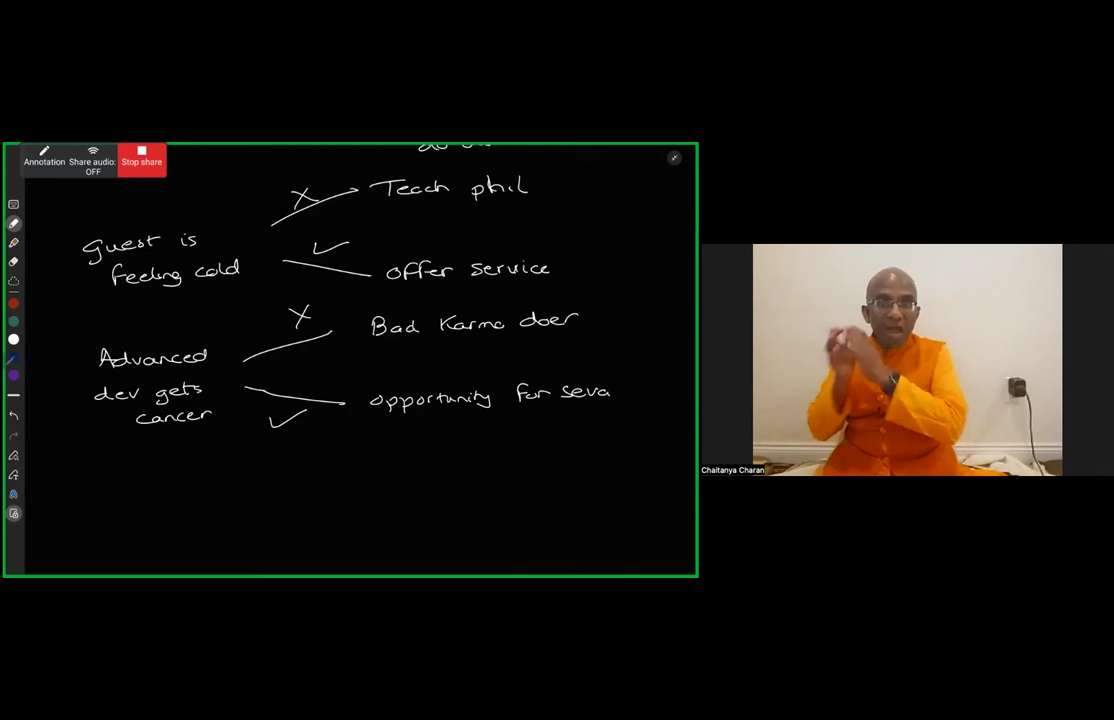 Annotation
Share audio:
OFF
Stop share
Teach phil
Guest is
feeling cold
offer service
Bad Karma doer
Advanced
dev gets
cancer
opportunity for seva
Chaitanya Charan